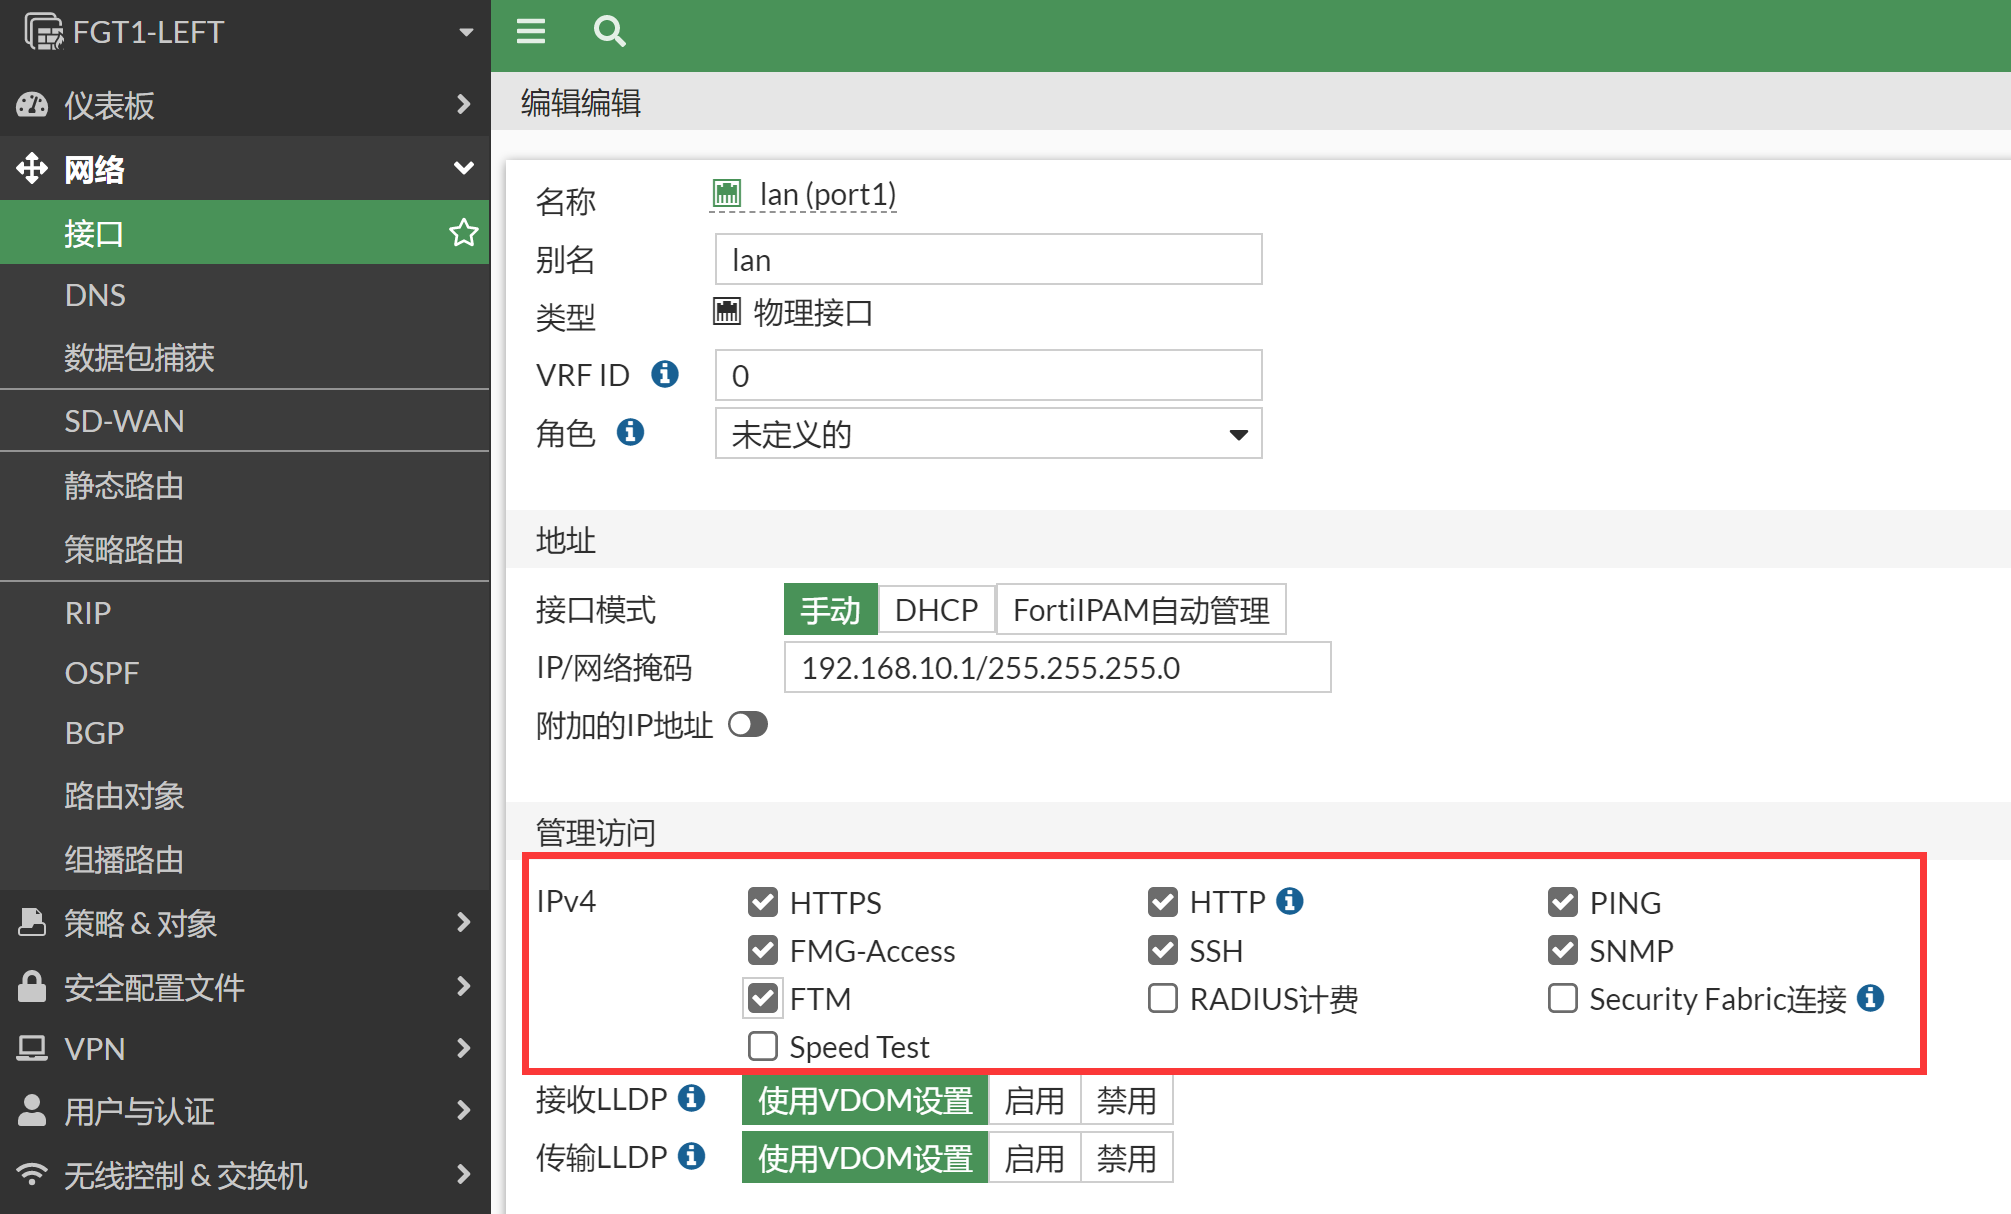 FGT1-LEFT
仪表板
网络
接口
DNS
数据包捕获
SD-WAN
静态路由
策略路由
RIP
OSPF
BGP
路由对象
组播路由
策略 & 对象
安全配置文件
VPN
用户与认证
无线控制 & 交换机
编辑编辑
名称 lan (port1)
别名 lan
类型 物理接口
VRF ID 0
角色 未定义的
地址
接口模式 手动 DHCP FortiIPAM自动管理
IP/网络掩码 192.168.10.1/255.255.255.0
附加的IP地址
管理访问
IPv4 HTTPS HTTP PING
FMG-Access SSH SNMP
FTM RADIUS计费 Security Fabric连接
Speed Test
接收LLDP 使用VDOM设置 启用 禁用
传输LLDP 使用VDOM设置 启用 禁用